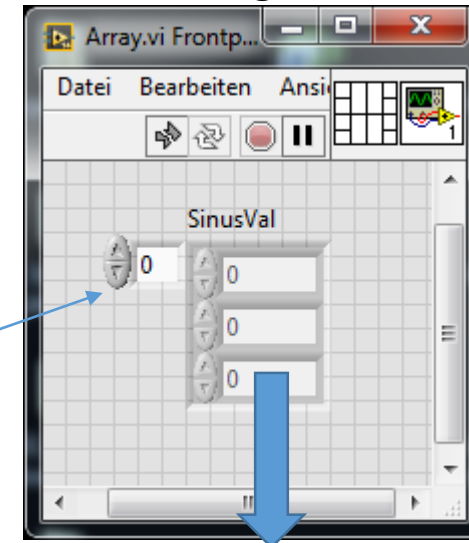 Array.vi Frontp...
Datei Bearbeiten Ansi
1
SinusVal
0 0
0
0